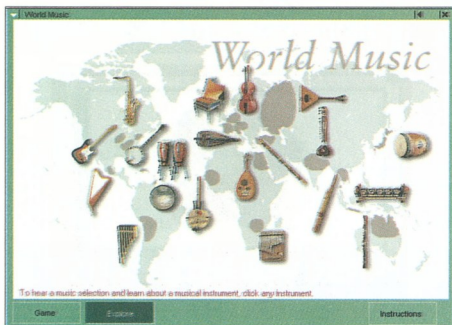 World Music
World Music
To hear a music selection and learn about a musical instrument, click any instrument.
Game
Explore
Instructions